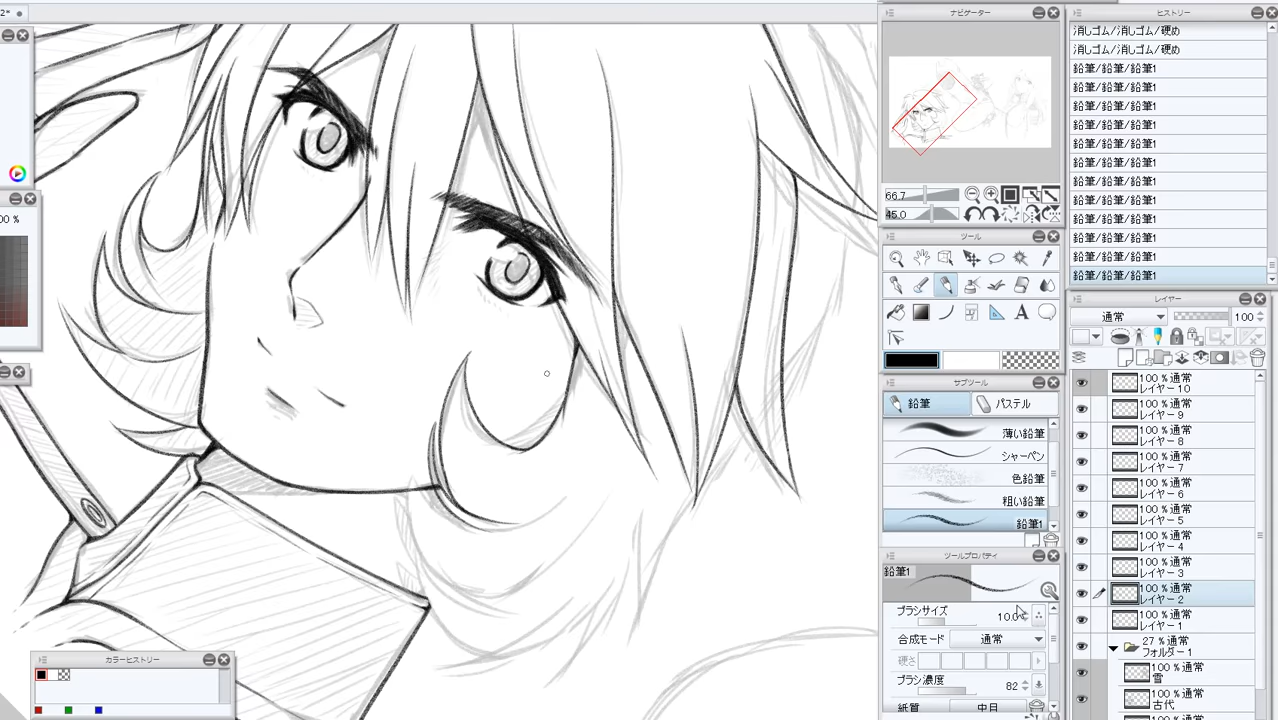 2*
ナビゲーター
ヒストリー
消しゴム/消しゴム/硬め
消しゴム/消しゴム/硬め
鉛筆/鉛筆/鉛筆1
鉛筆/鉛筆/鉛筆1
鉛筆/鉛筆/鉛筆1
鉛筆/鉛筆/鉛筆1
鉛筆/鉛筆/鉛筆1
鉛筆/鉛筆/鉛筆1
鉛筆/鉛筆/鉛筆1
鉛筆/鉛筆/鉛筆1
鉛筆/鉛筆/鉛筆1
鉛筆/鉛筆/鉛筆1
鉛筆/鉛筆/鉛筆1
鉛筆/鉛筆/鉛筆1
66.7
45.0
00 %
ツール
A
サブツール
鉛筆
パステル
薄い鉛筆
シャーペン
色鉛筆
粗い鉛筆
鉛筆1
ツールプロパティ
鉛筆1
ブラシサイズ
10.0
合成モード
通常
硬さ
ブラシ濃度
82
紙質
中目
レイヤー
通常
100
100 %通常
レイヤー10
100 %通常
レイヤー9
100 %通常
レイヤー8
100 %通常
レイヤー7
100 %通常
レイヤー6
100 %通常
レイヤー5
100 %通常
レイヤー4
100 %通常
レイヤー3
100 %通常
レイヤー2
100 %通常
レイヤー1
27 %通常
フォルダー1
100 %通常
雪
100 %通常
古代
カラーヒストリー